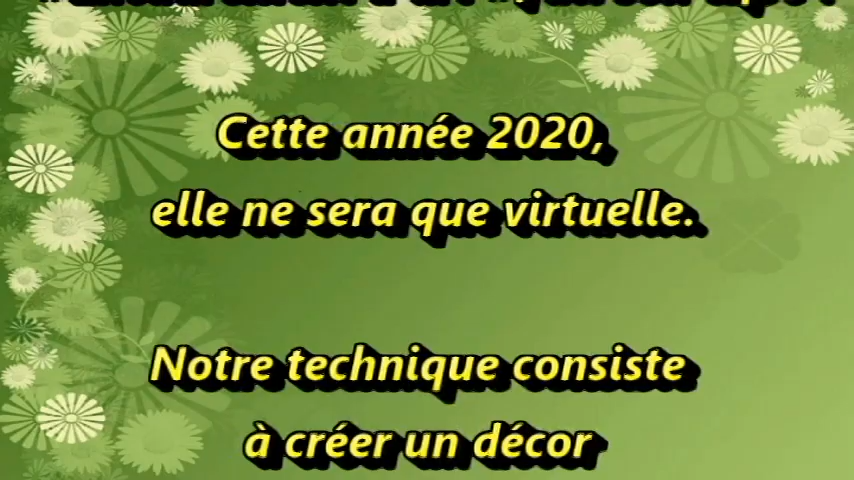 Cette année 2020,
elle ne sera que virtuelle.
Notre technique consiste
à créer un décor